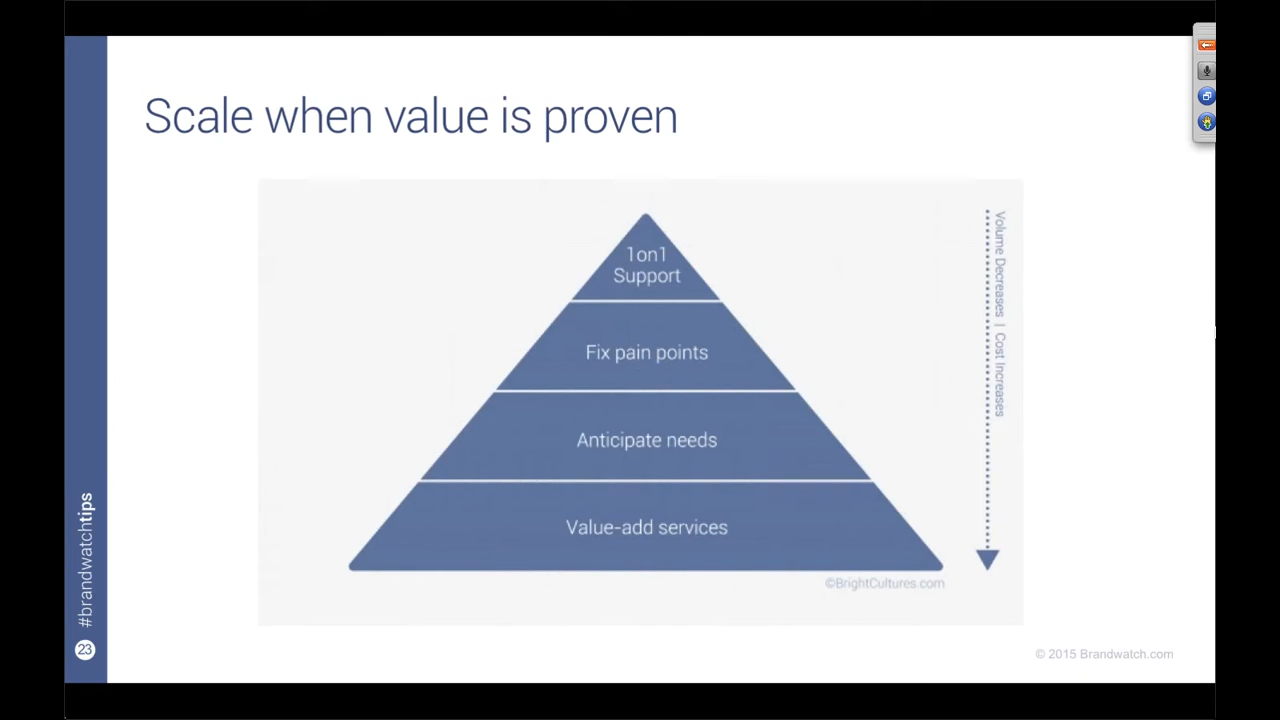 Scale when value is proven
1on1
Support
Fix pain points
Anticipate needs
Value-add services
Volume Decreases | Cost Increases
©BrightCultures.com
#brandwatchtips
23
© 2015 Brandwatch.com